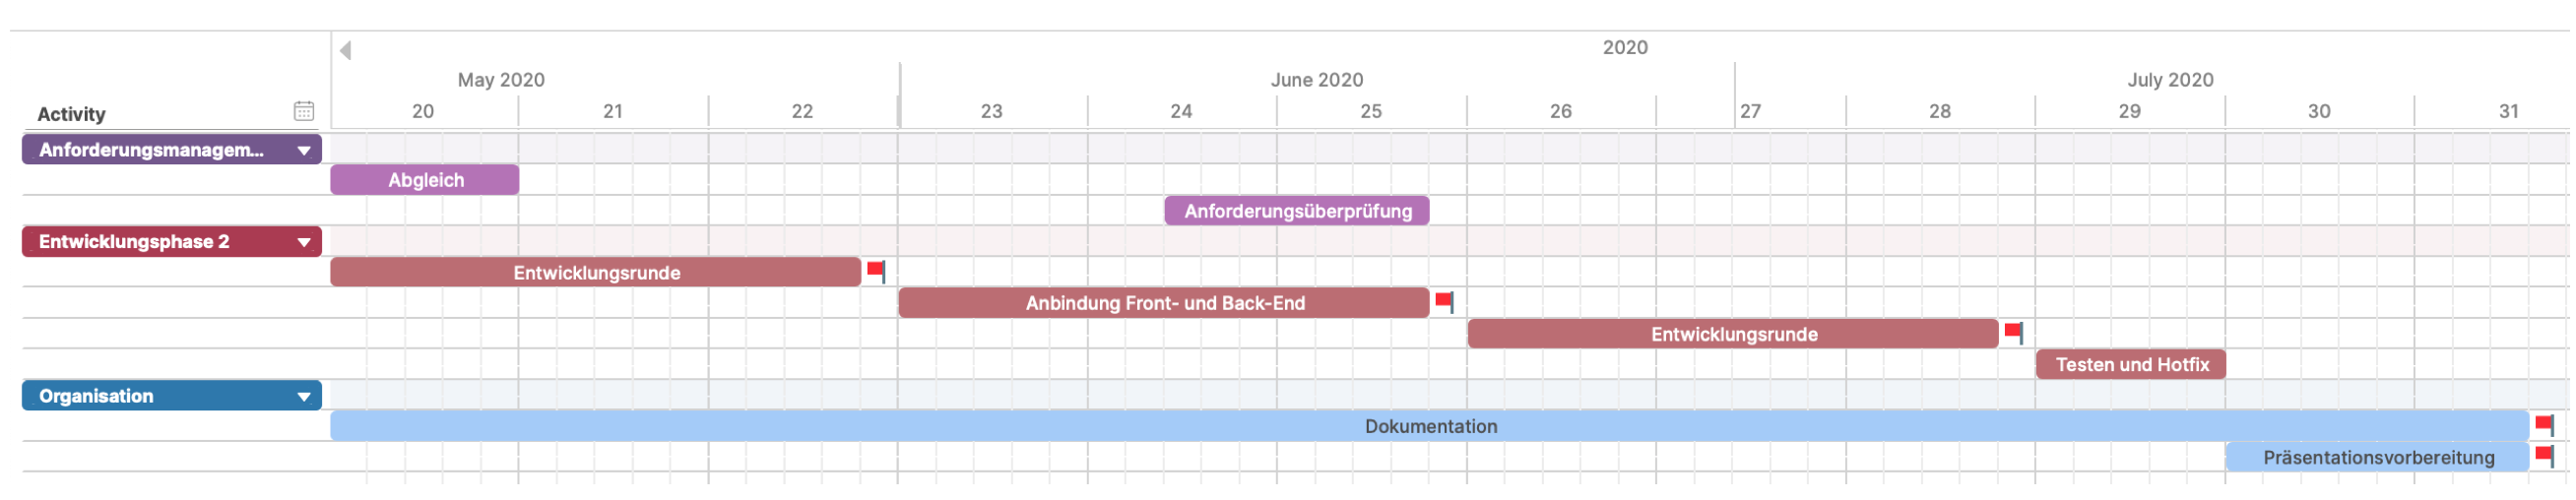 2020
May 2020 June 2020 July 2020
Activity 20 21 22 23 24 25 26 27 28 29 30 31
Anforderungsmanagem...
Abgleich
Anforderungsüberprüfung
Entwicklungsphase 2
Entwicklungsrunde
Anbindung Front- und Back-End
Entwicklungsrunde
Testen und Hotfix
Organisation
Dokumentation
Präsentationsvorbereitung